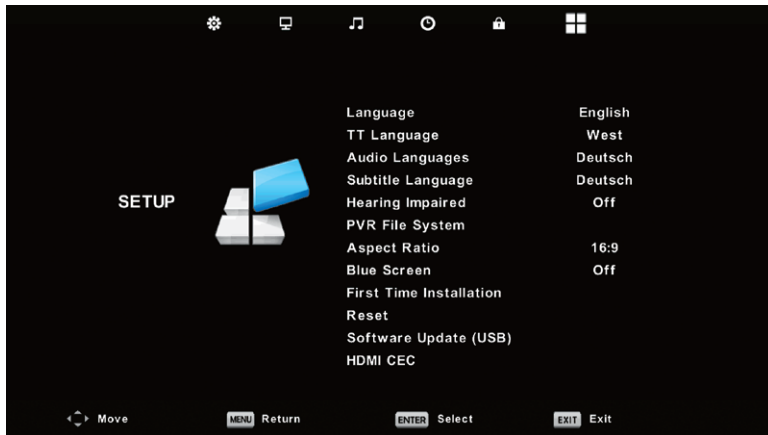 Language English
TT Language West
Audio Languages Deutsch
Subtitle Language Deutsch
SETUP
Hearing Impaired Off
PVR File System
Aspect Ratio 16:9
Blue Screen Off
First Time Installation
Reset
Software Update (USB)
HDMI CEC
Move MENU Return ENTER Select EXIT Exit